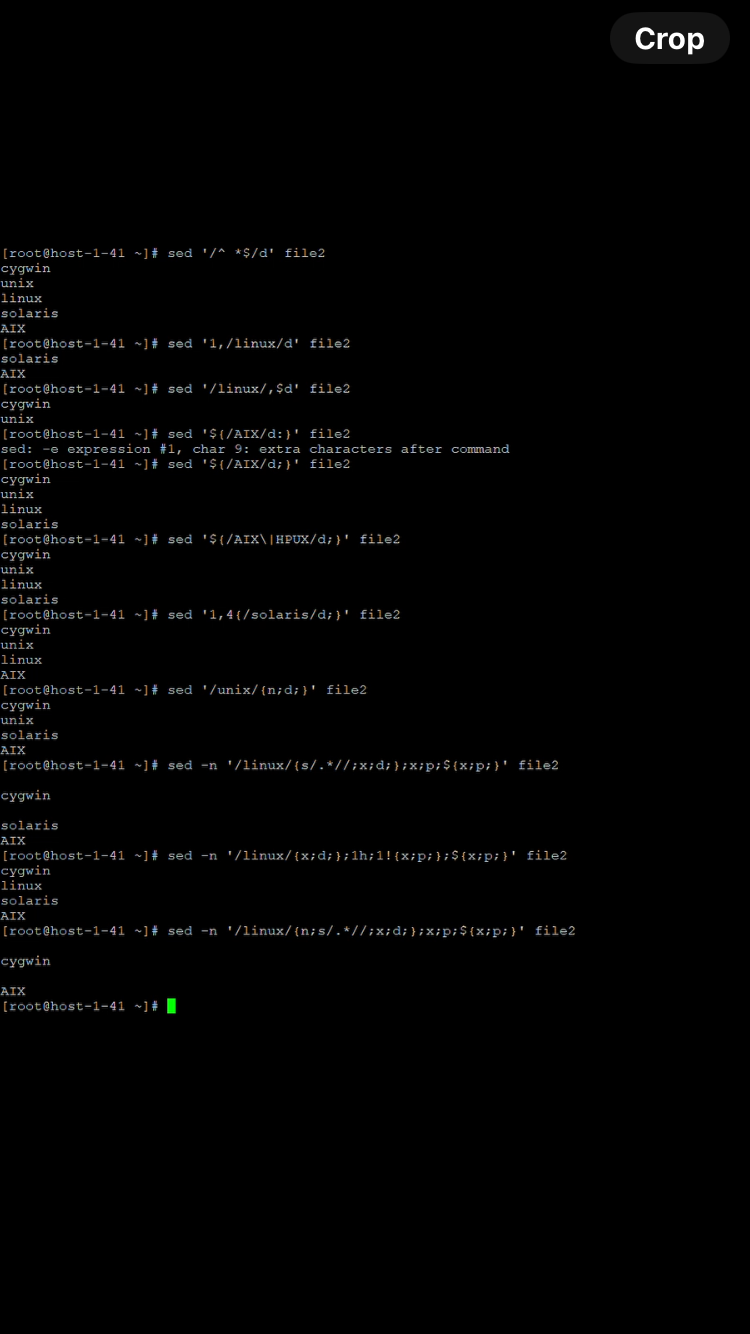 Crop
[root@host-1-41 ~]# sed '/^ *$/d' file2
cygwin
unix
linux
solaris
AIX
[root@host-1-41 ~]# sed '1,/linux/d' file2
solaris
AIX
[root@host-1-41 ~]# sed '/linux/,$d' file2
cygwin
unix
[root@host-1-41 ~]# sed '${/AIX/d:}' file2
sed: -e expression #1, char 9: extra characters after command
[root@host-1-41 ~]# sed '${/AIX/d;}' file2
cygwin
unix
linux
solaris
[root@host-1-41 ~]# sed '${/AIX\|HPUX/d;}' file2
cygwin
unix
linux
solaris
[root@host-1-41 ~]# sed '1,4{/solaris/d;}' file2
cygwin
unix
linux
AIX
[root@host-1-41 ~]# sed '/unix/{n;d;}' file2
cygwin
unix
solaris
AIX
[root@host-1-41 ~]# sed -n '/linux/{s/.*//;x;d;};x;p;${x;p;}' file2
cygwin
solaris
AIX
[root@host-1-41 ~]# sed -n '/linux/{x;d;};1h;1!{x;p;};${x;p;}' file2
cygwin
linux
solaris
AIX
[root@host-1-41 ~]# sed -n '/linux/{n;s/.*//;x;d;};x;p;${x;p;}' file2
cygwin
AIX
[root@host-1-41 ~]#